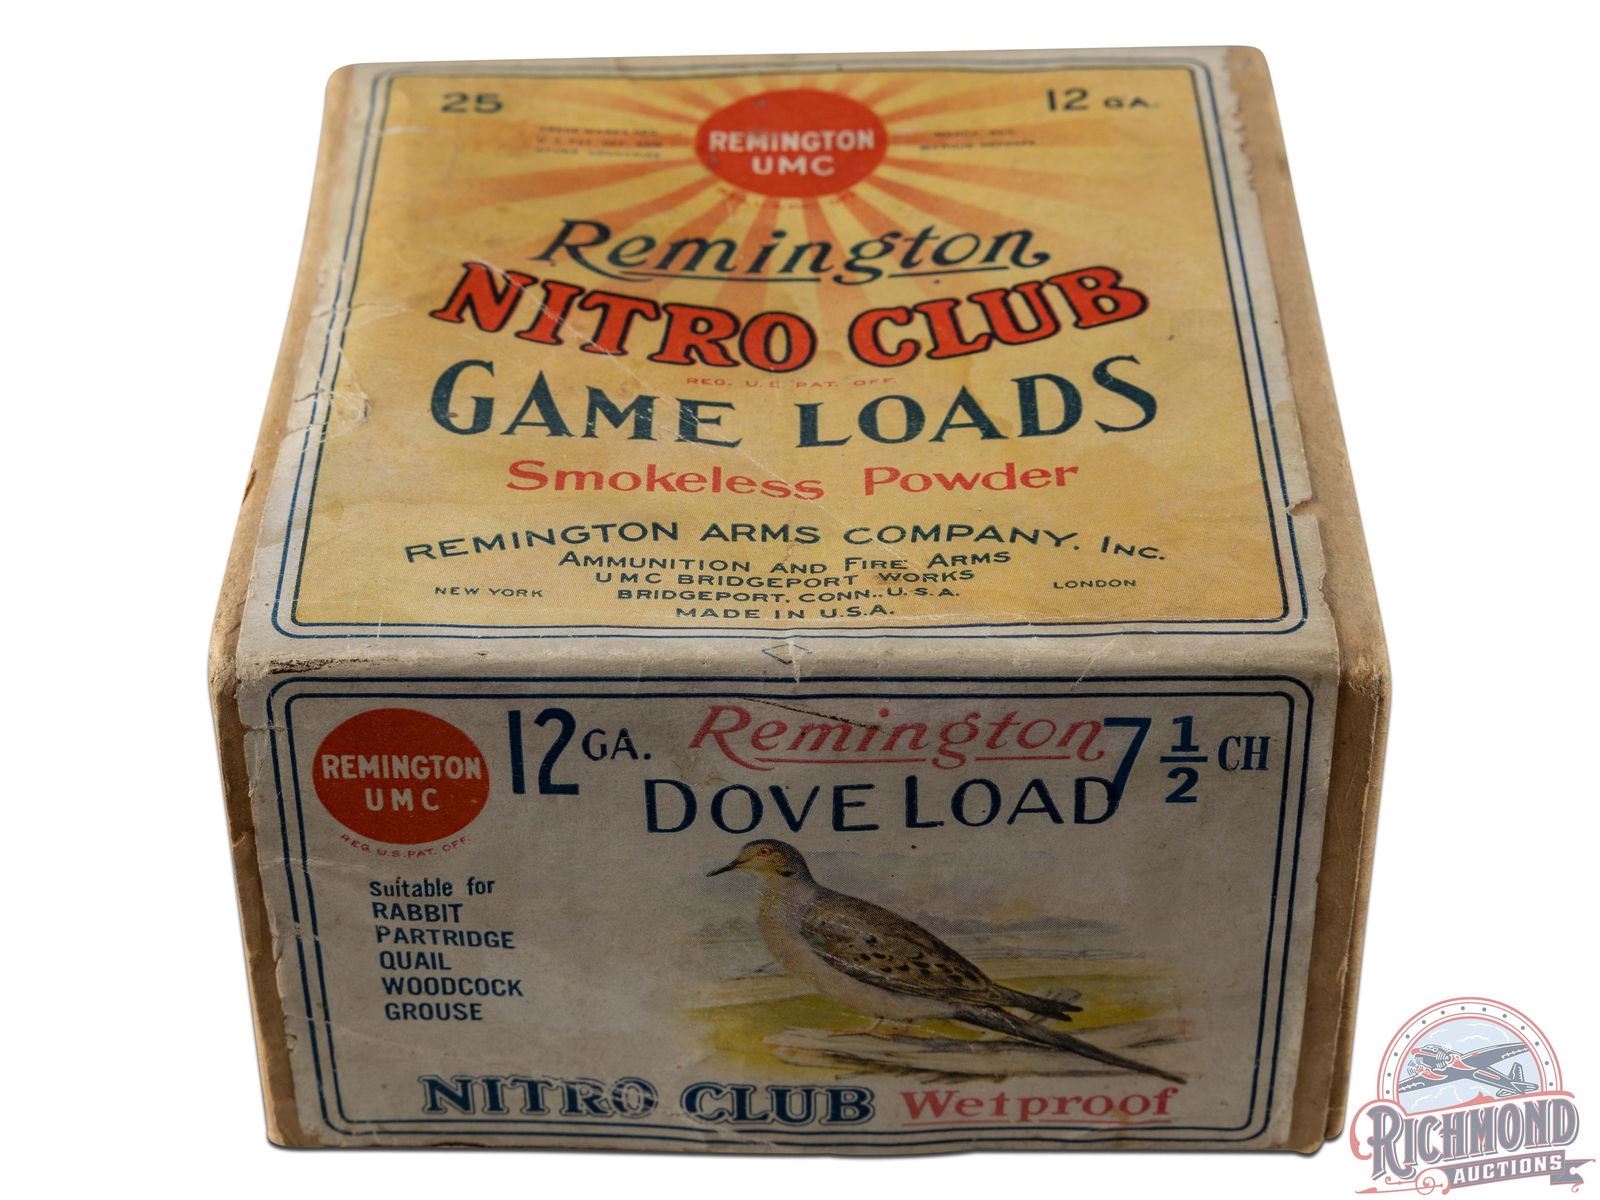 25
12 GA.
REMINGTON
UMC
Remington
NITRO CLUB
REG. U.S. PAT. OFF.
GAME LOADS
Smokeless Powder
REMINGTON ARMS COMPANY. INC.
AMMUNITION AND FIRE ARMS
UMC BRIDGEPORT WORKS
NEW YORK
BRIDGEPORT, CONN., U.S.A.
LONDON
MADE IN U.S.A.
REMINGTON
UMC
REG. U.S. PAT. OFF.
12 GA.
Remington
7 1/2 CH
DOVE LOAD
Suitable for
RABBIT
PARTRIDGE
QUAIL
WOODCOCK
GROUSE
NITRO CLUB Wetproof
RICHMOND
AUCTIONS